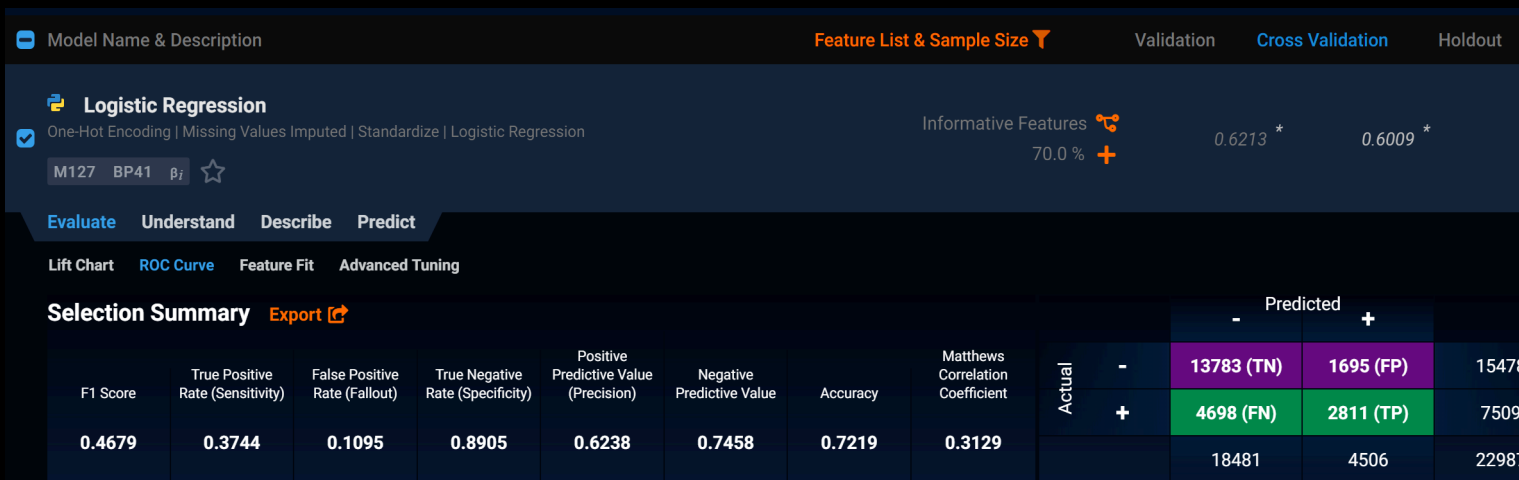 Model Name & Description Feature List & Sample Size Validation Cross Validation Holdout
Logistic Regression
One-Hot Encoding | Missing Values Imputed | Standardize | Logistic Regression
Informative Features
70.0 %
0.6213 * 0.6009 *
M127 BP41 βi
Evaluate Understand Describe Predict
Lift Chart ROC Curve Feature Fit Advanced Tuning
Selection Summary Export
F1 Score
True Positive
Rate (Sensitivity)
False Positive
Rate (Fallout)
True Negative
Rate (Specificity)
Positive
Predictive Value
(Precision)
Negative
Predictive Value
Accuracy
Matthews
Correlation
Coefficient
0.4679 0.3744 0.1095 0.8905 0.6238 0.7458 0.7219 0.3129
Predicted
- +
Actual
- 13783 (TN) 1695 (FP) 15478
+ 4698 (FN) 2811 (TP) 7509
18481 4506 22987